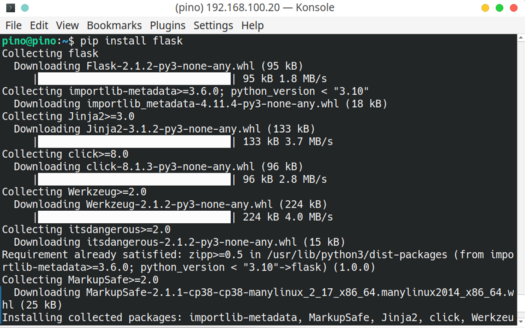 (pino) 192.168.100.20 — Konsole
File Edit View Bookmarks Plugins Settings Help
pino@pino:~$ pip install flask
Collecting flask
  Downloading Flask-2.1.2-py3-none-any.whl (95 kB)
     |                                | 95 kB 1.8 MB/s
Collecting importlib-metadata>=3.6.0; python_version < "3.10"
  Downloading importlib_metadata-4.11.4-py3-none-any.whl (18 kB)
Collecting Jinja2>=3.0
  Downloading Jinja2-3.1.2-py3-none-any.whl (133 kB)
     |                                | 133 kB 3.7 MB/s
Collecting click>=8.0
  Downloading click-8.1.3-py3-none-any.whl (96 kB)
     |                                | 96 kB 2.8 MB/s
Collecting Werkzeug>=2.0
  Downloading Werkzeug-2.1.2-py3-none-any.whl (224 kB)
     |                                | 224 kB 4.0 MB/s
Collecting itsdangerous>=2.0
  Downloading itsdangerous-2.1.2-py3-none-any.whl (15 kB)
Requirement already satisfied: zipp>=0.5 in /usr/lib/python3/dist-packages (from impo
rtlib-metadata>=3.6.0; python_version < "3.10"->flask) (1.0.0)
Collecting MarkupSafe>=2.0
  Downloading MarkupSafe-2.1.1-cp38-cp38-manylinux_2_17_x86_64.manylinux2014_x86_64.w
hl (25 kB)
Installing collected packages: importlib-metadata, MarkupSafe, Jinja2, click, Werkzeu